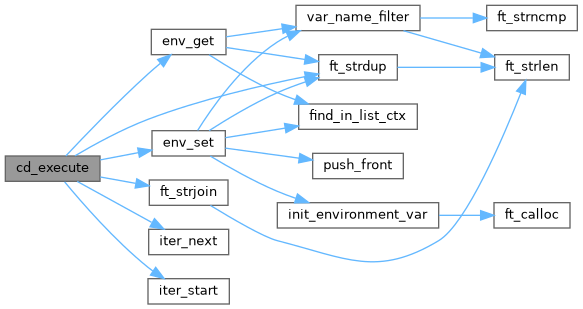 cd_execute
env_get
env_set
ft_strjoin
iter_next
iter_start
var_name_filter
ft_strdup
find_in_list_ctx
push_front
init_environment_var
ft_strncmp
ft_strlen
ft_calloc